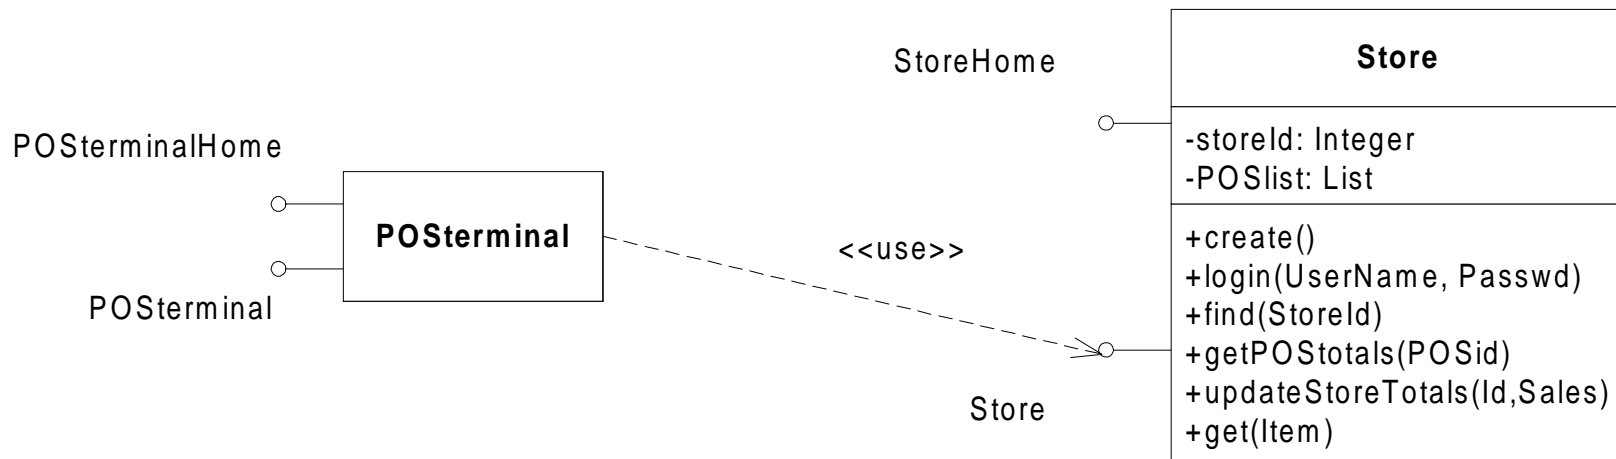 POSterminalHome
POSterminal
POSterminal
<<use>>
StoreHome
Store
Store
-storeId: Integer
-POSlist: List
+create()
+login(UserName, Passwd)
+find(StoreId)
+getPOStotals(POSid)
+updateStoreTotals(Id,Sales)
+get(Item)